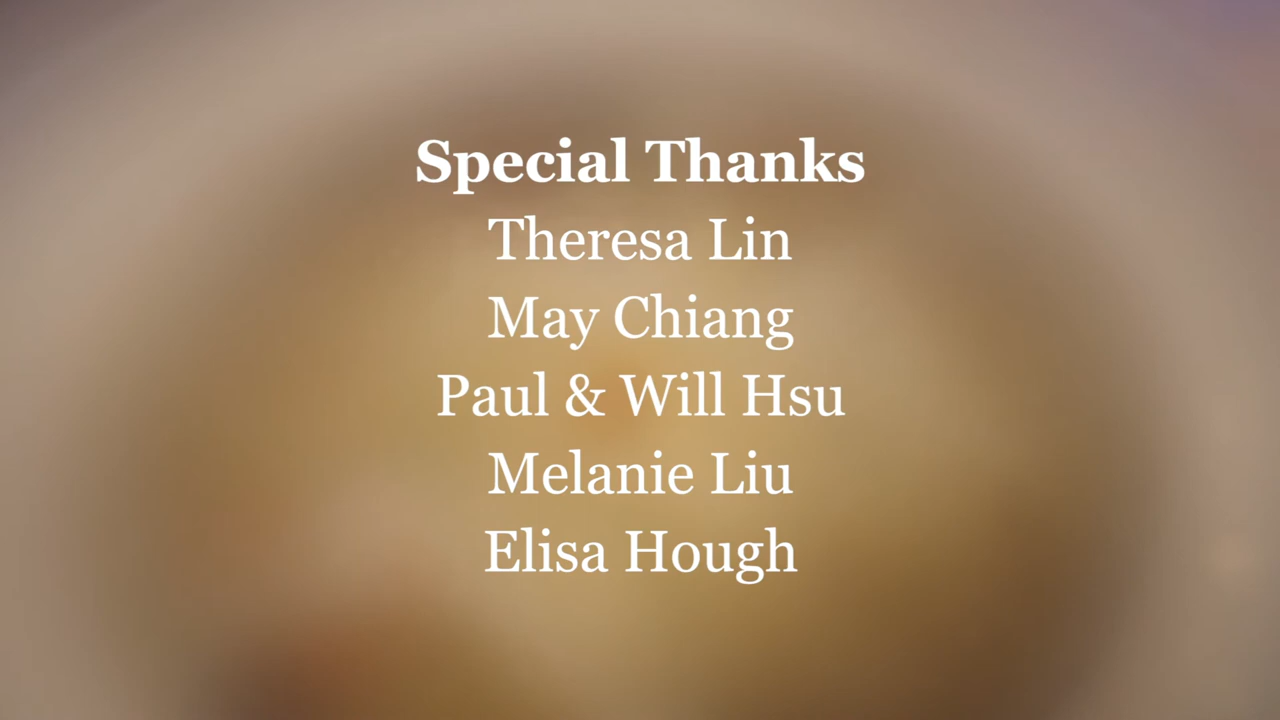 Special Thanks
Theresa Lin
May Chiang
Paul & Will Hsu
Melanie Liu
Elisa Hough